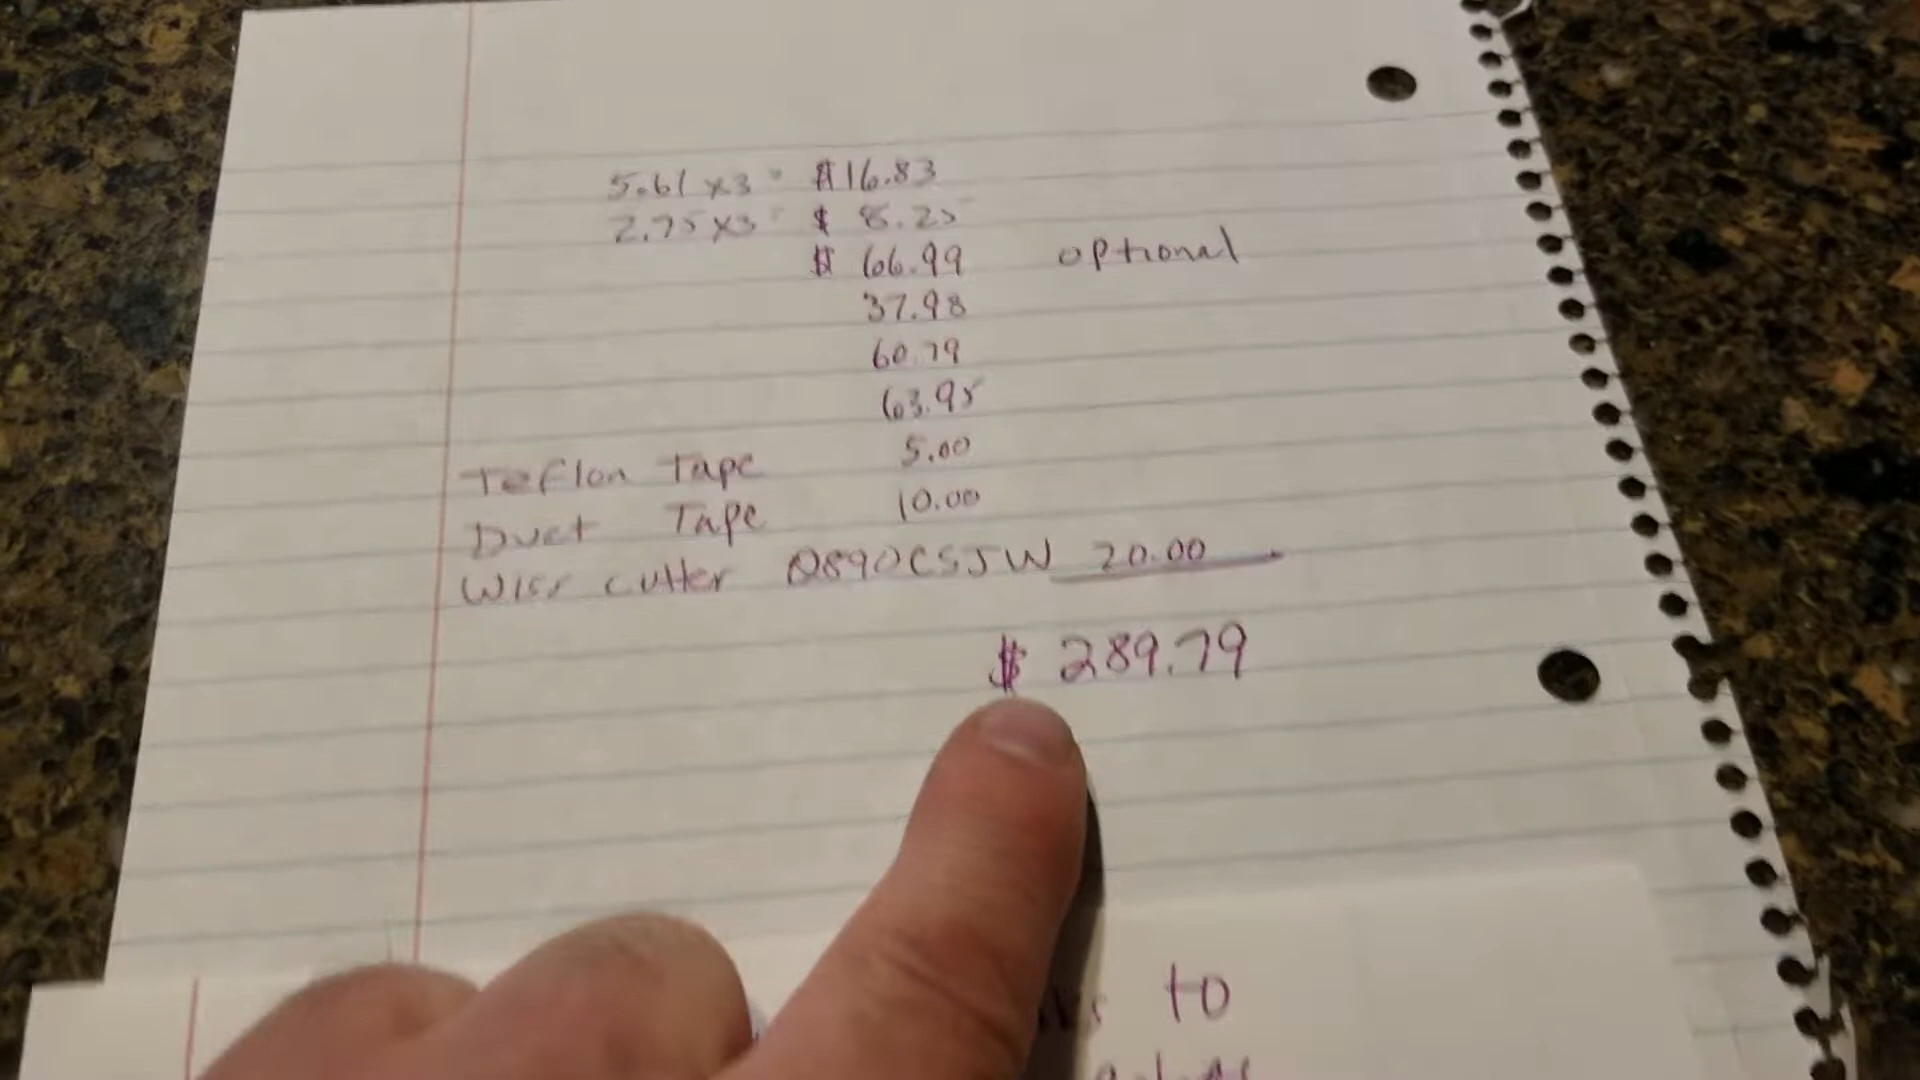 5.61 x3 = $16.83
2.75 x3 = $ 8.25
$ 66.99 optional
37.98
60.79
63.95
Teflon Tape 5.00
Duct Tape 10.00
Wire cutter 0890CSJW 20.00
$ 289.79
to